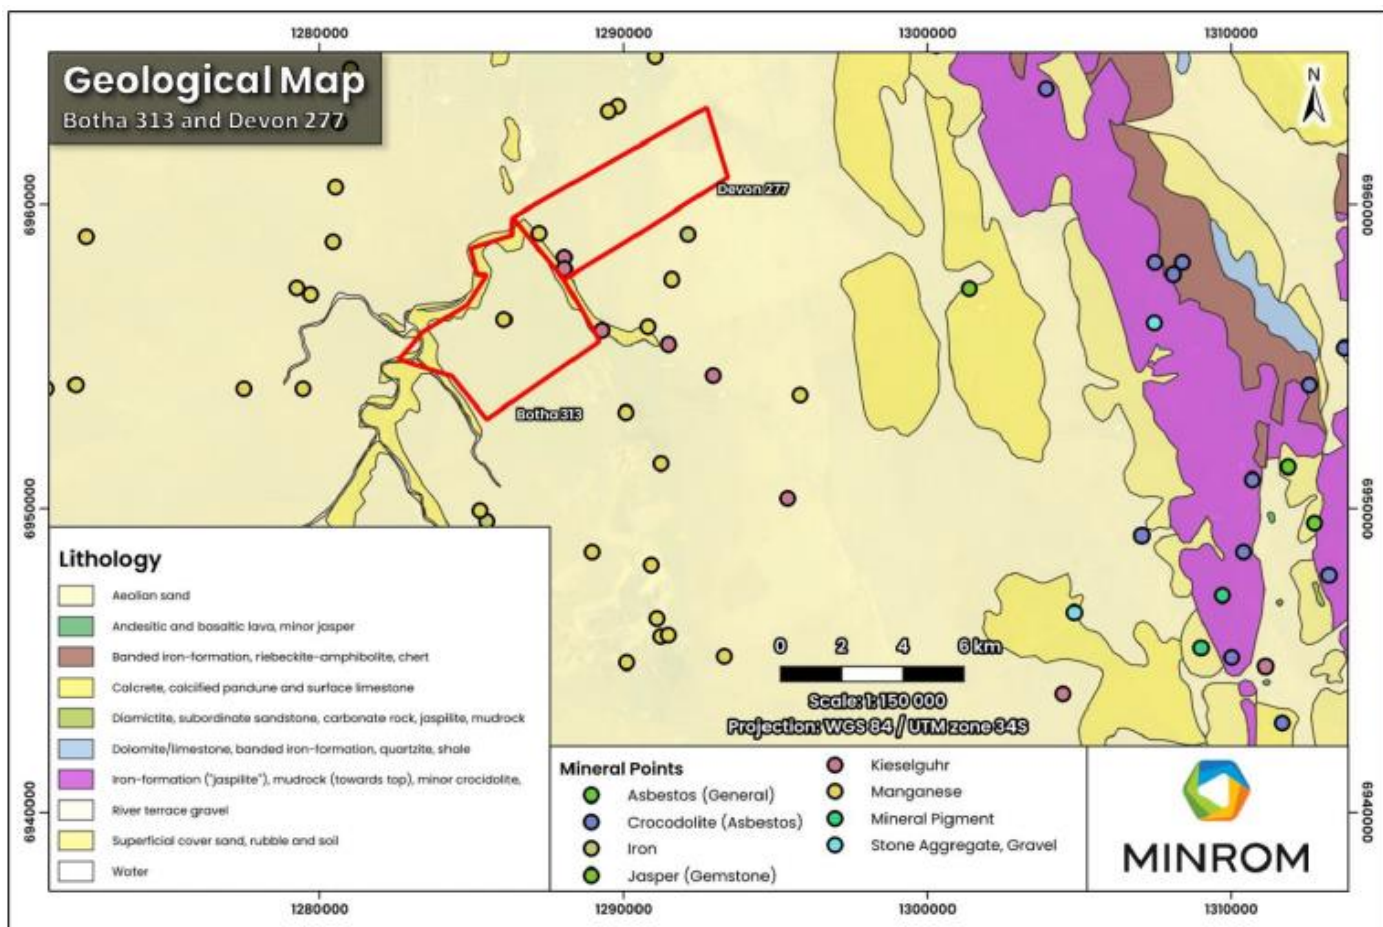 1280000
1290000
1300000
1310000
Geological Map
Botha 313 and Devon 277
N
Devon 277
6960000
6960000
Botha 313
6950000
6950000
0 2 4 6 km
Scale: 1: 150 000
Projection: WGS 84 / UTM zone 34S
Lithology
Aeolian sand
Andesitic and basaltic lava, minor jasper
Banded iron-formation, riebeckite-amphibolite, chert
Calcrete, calcified pandune and surface limestone
Diamictite, subordinate sandstone, carbonate rock, jaspilite, mudrock
Dolomite/limestone, banded iron-formation, quartzite, shale
Iron-formation ("jaspilite"), mudrock (towards top), minor crocidolite,
River terrace gravel
Superficial cover sand, rubble and soil
Water
Mineral Points
Asbestos (General)
Crocodolite (Asbestos)
Iron
Jasper (Gemstone)
Kieselguhr
Manganese
Mineral Pigment
Stone Aggregate, Gravel
MINROM
6940000
6940000
1280000
1290000
1300000
1310000